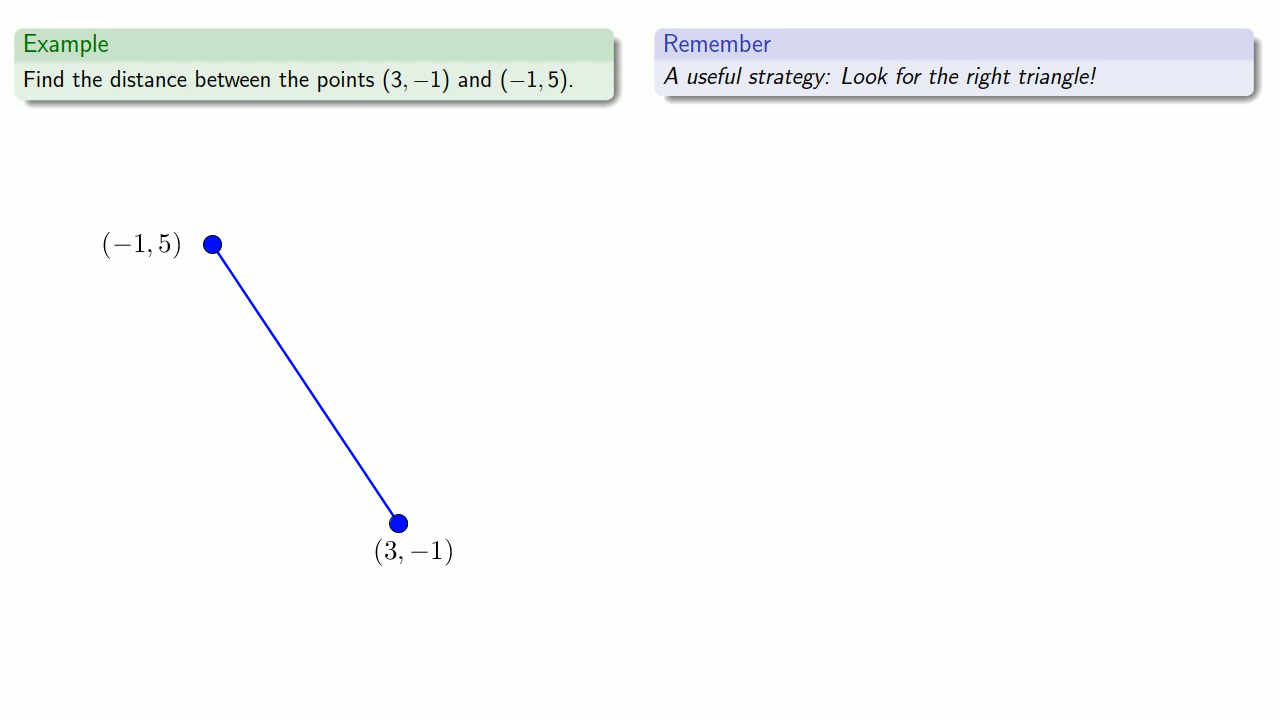 Example
Find the distance between the points (3, −1) and (−1, 5).
Remember
A useful strategy: Look for the right triangle!
(−1, 5)
(3, −1)